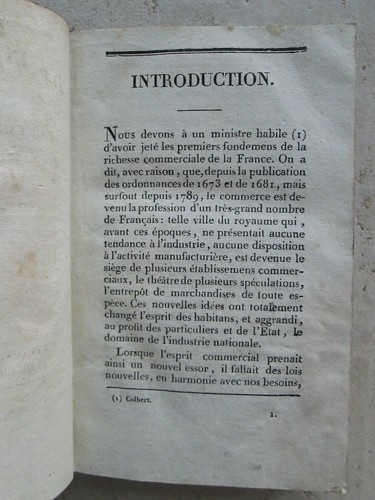 INTRODUCTION.
Nous devons à un ministre habile (1)
d'avoir jeté les premiers fondemens de la
richesse commerciale de la France. On a
dit, avec raison, que, depuis la publication
des ordonnances de 1673 et de 1681, mais
surtout depuis 1789, le commerce est de-
venu la profession d'un très-grand nombre
de Français: telle ville du royaume qui,
avant ces époques, ne présentait aucune
tendance à l'industrie, aucune disposition
à l'activité manufacturière, est devenue le
siège de plusieurs établissemens commer-
ciaux, le théâtre de plusieurs spéculations,
l'entrepôt de marchandises de toute es-
pèce. Ces nouvelles idées ont totalement
changé l'esprit des habitans, et aggrandi,
au profit des particuliers et de l'État, le
domaine de l'industrie nationale.
Lorsque l'esprit commercial prenait
ainsi un nouvel essor, il fallait des lois
nouvelles, en harmonie avec nos besoins,
(1) Colbert.
1.